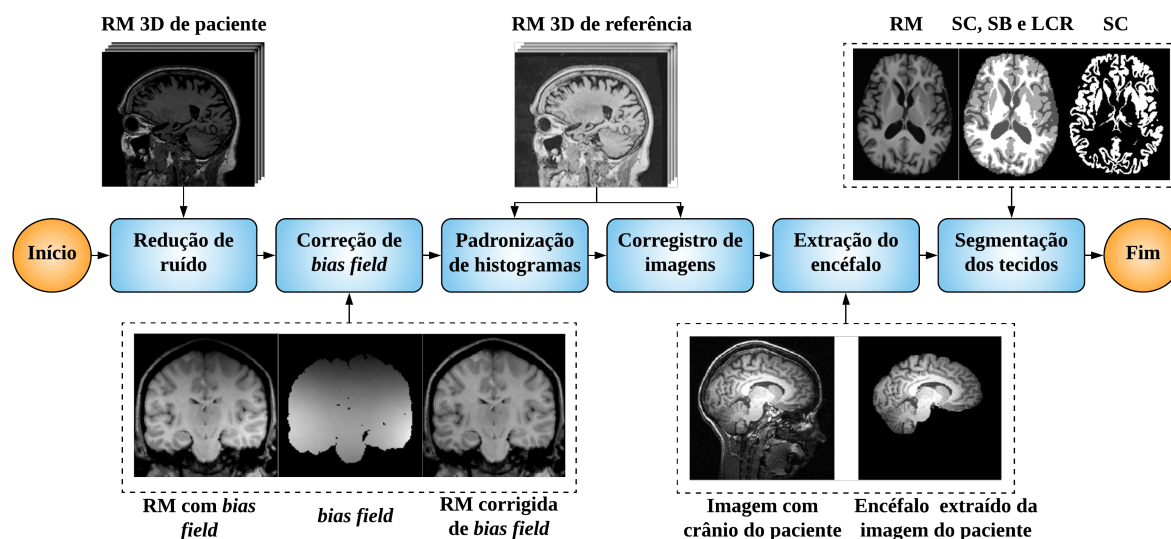 RM 3D de paciente
RM 3D de referência
RM
SC, SB e LCR
SC
Início
Redução de
ruído
Correção de
bias field
Padronização
de histogramas
Corregistro de
imagens
Extração do
encéfalo
Segmentação
dos tecidos
Fim
RM com bias
field
bias field
RM corrigida
de bias field
Imagem com
crânio do paciente
Encéfalo extraído da
imagem do paciente